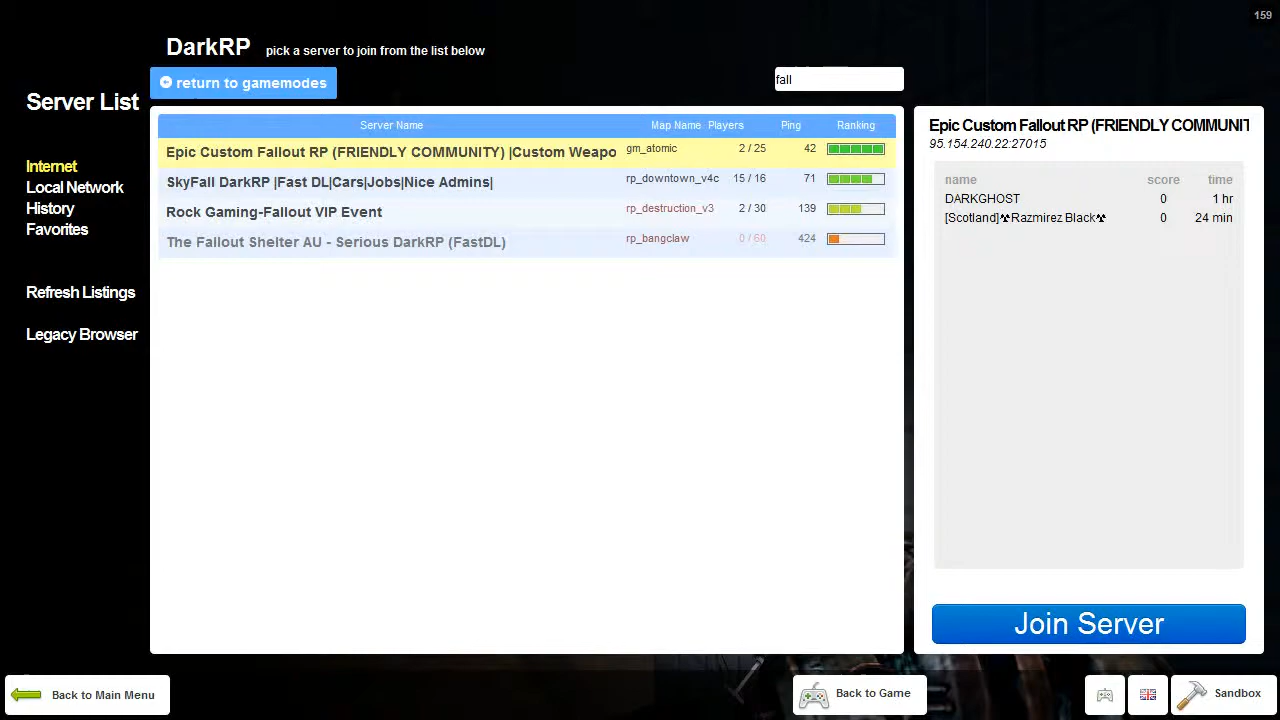 159
DarkRP pick a server to join from the list below
return to gamemodes
fall
Server List
Internet
Local Network
History
Favorites
Refresh Listings
Legacy Browser
Server Name Map Name Players Ping Ranking
Epic Custom Fallout RP (FRIENDLY COMMUNITY) |Custom Weapo gm_atomic 2 / 25 42
SkyFall DarkRP |Fast DL|Cars|Jobs|Nice Admins| rp_downtown_v4c 15 / 16 71
Rock Gaming-Fallout VIP Event rp_destruction_v3 2 / 30 139
The Fallout Shelter AU - Serious DarkRP (FastDL) rp_bangclaw 0 / 60 424
Epic Custom Fallout RP (FRIENDLY COMMUNIT
95.154.240.22:27015
name score time
DARKGHOST 0 1 hr
[Scotland]☢Razmirez Black☢ 0 24 min
Join Server
Back to Main Menu
Back to Game
Sandbox